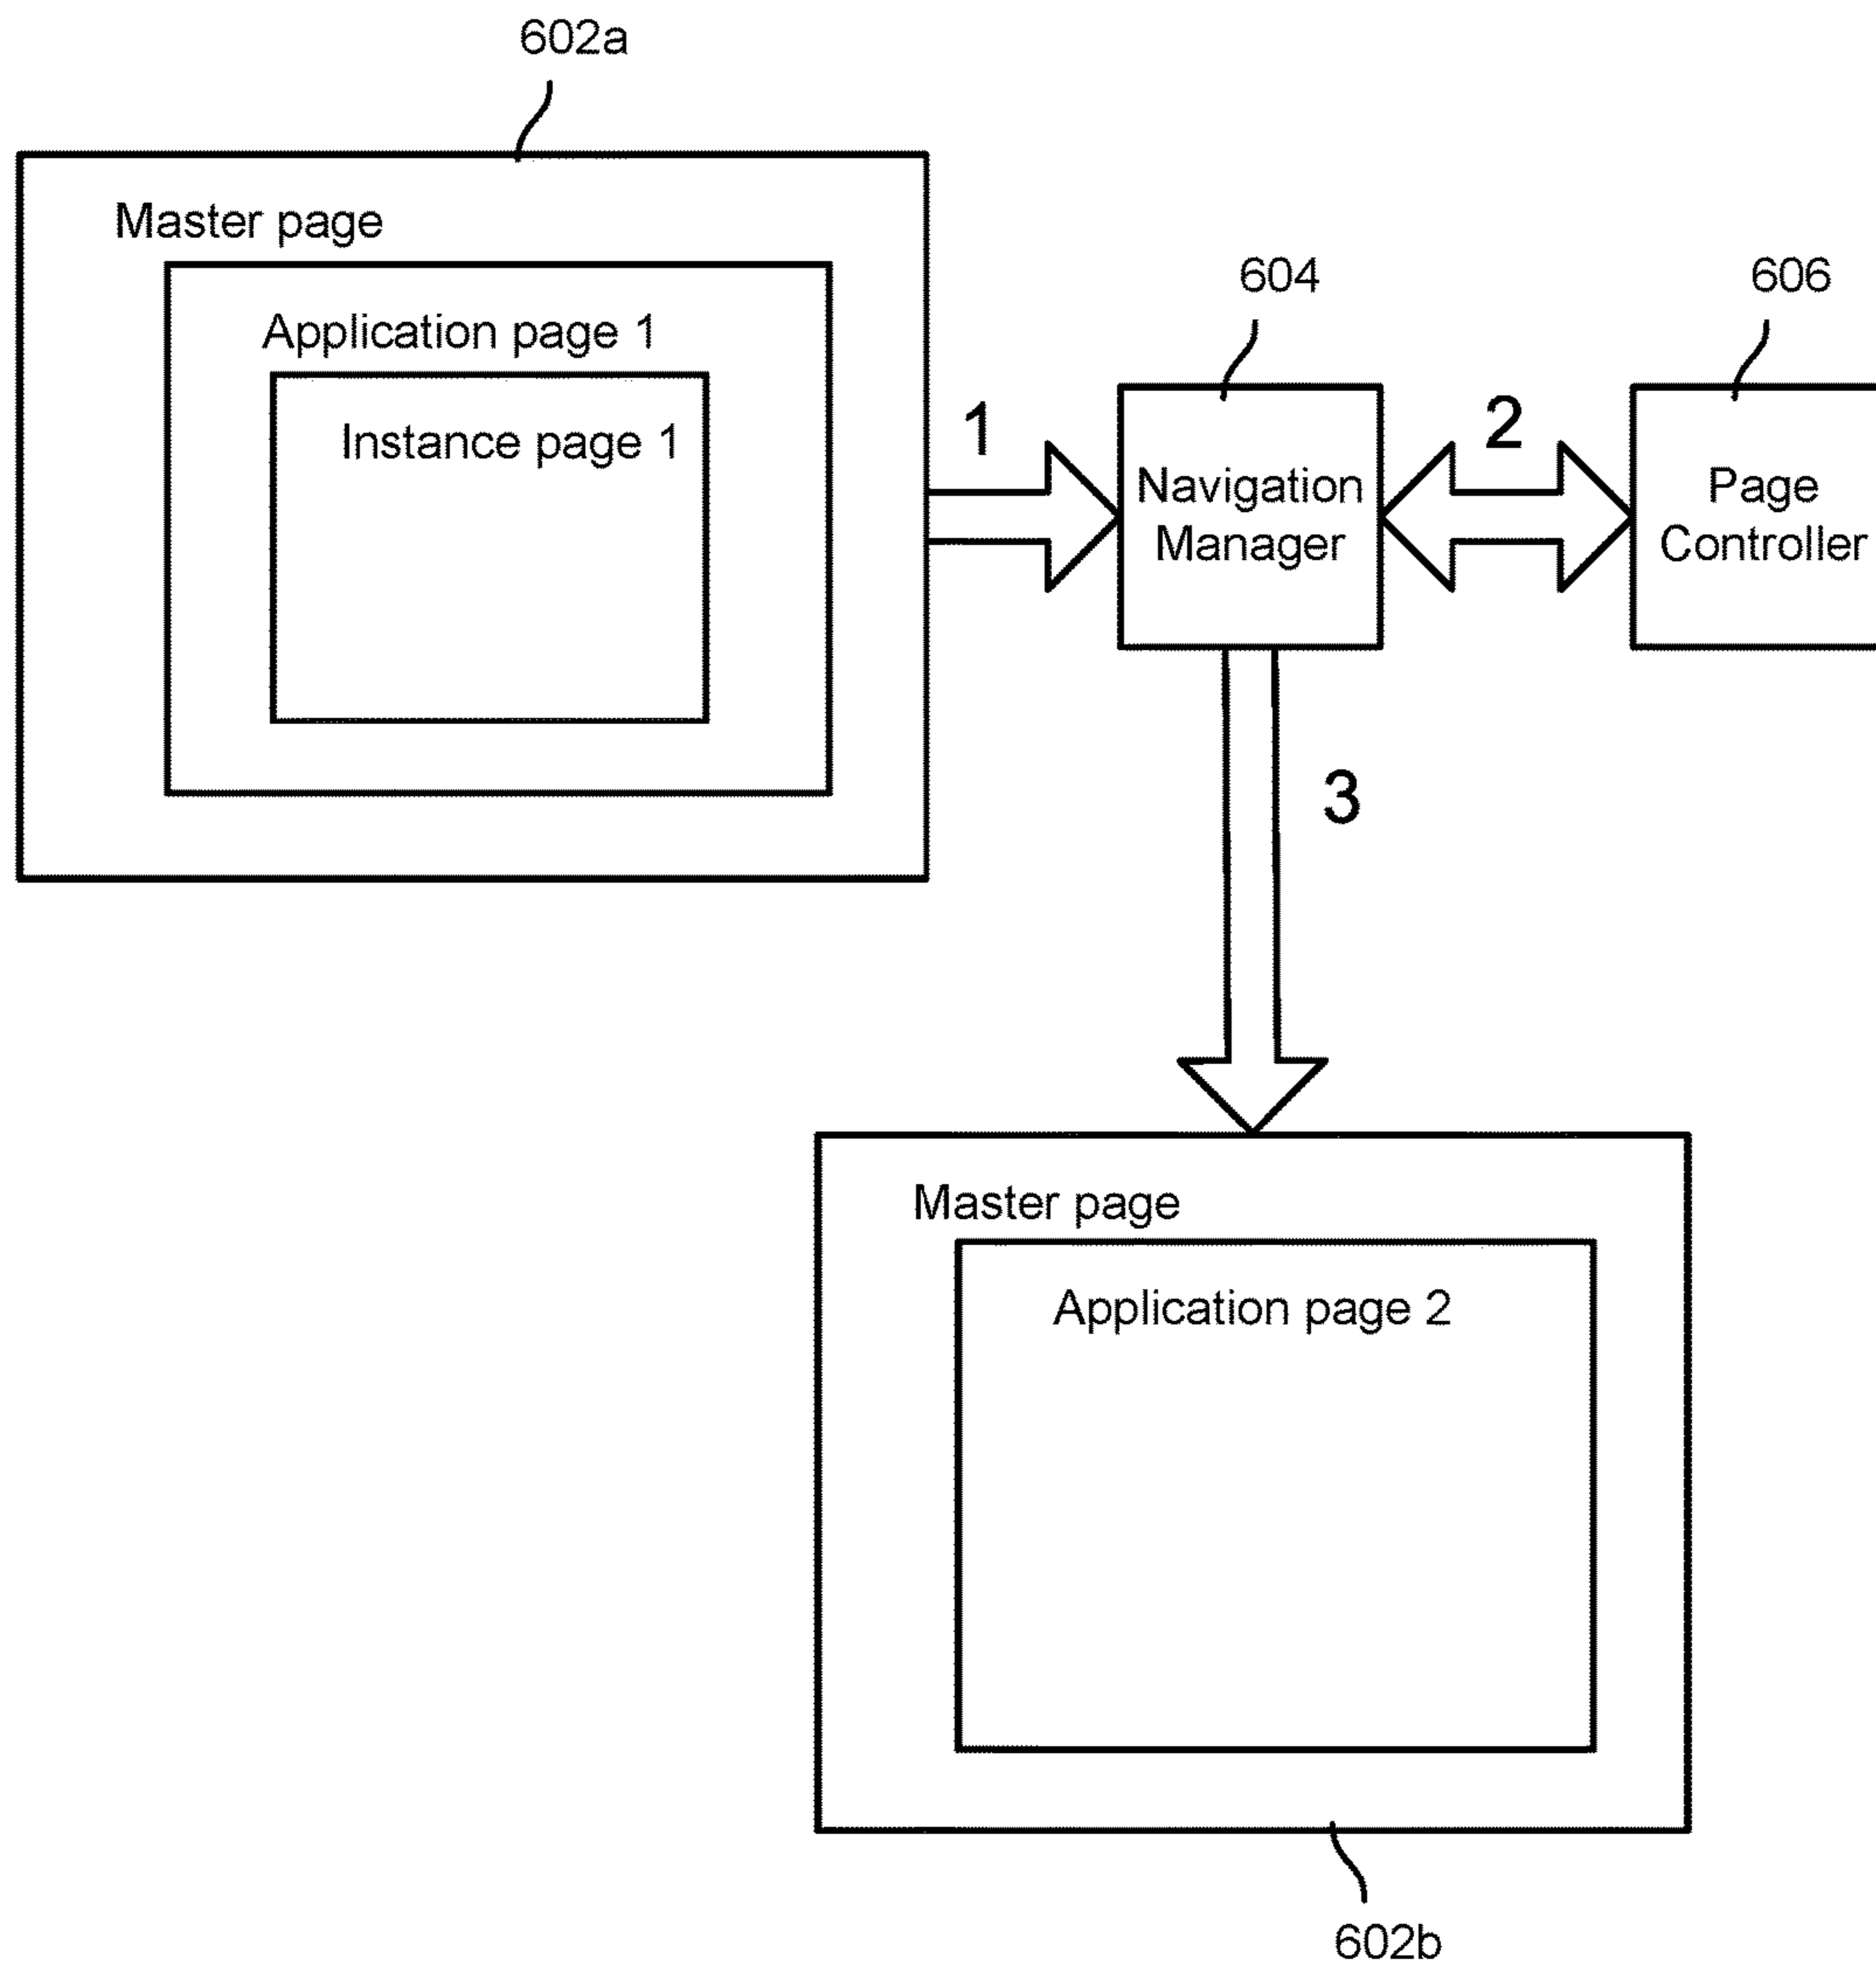 602a
Master page
Application page 1
Instance page 1
1
604
Navigation
Manager
2
606
Page
Controller
3
Master page
Application page 2
602b